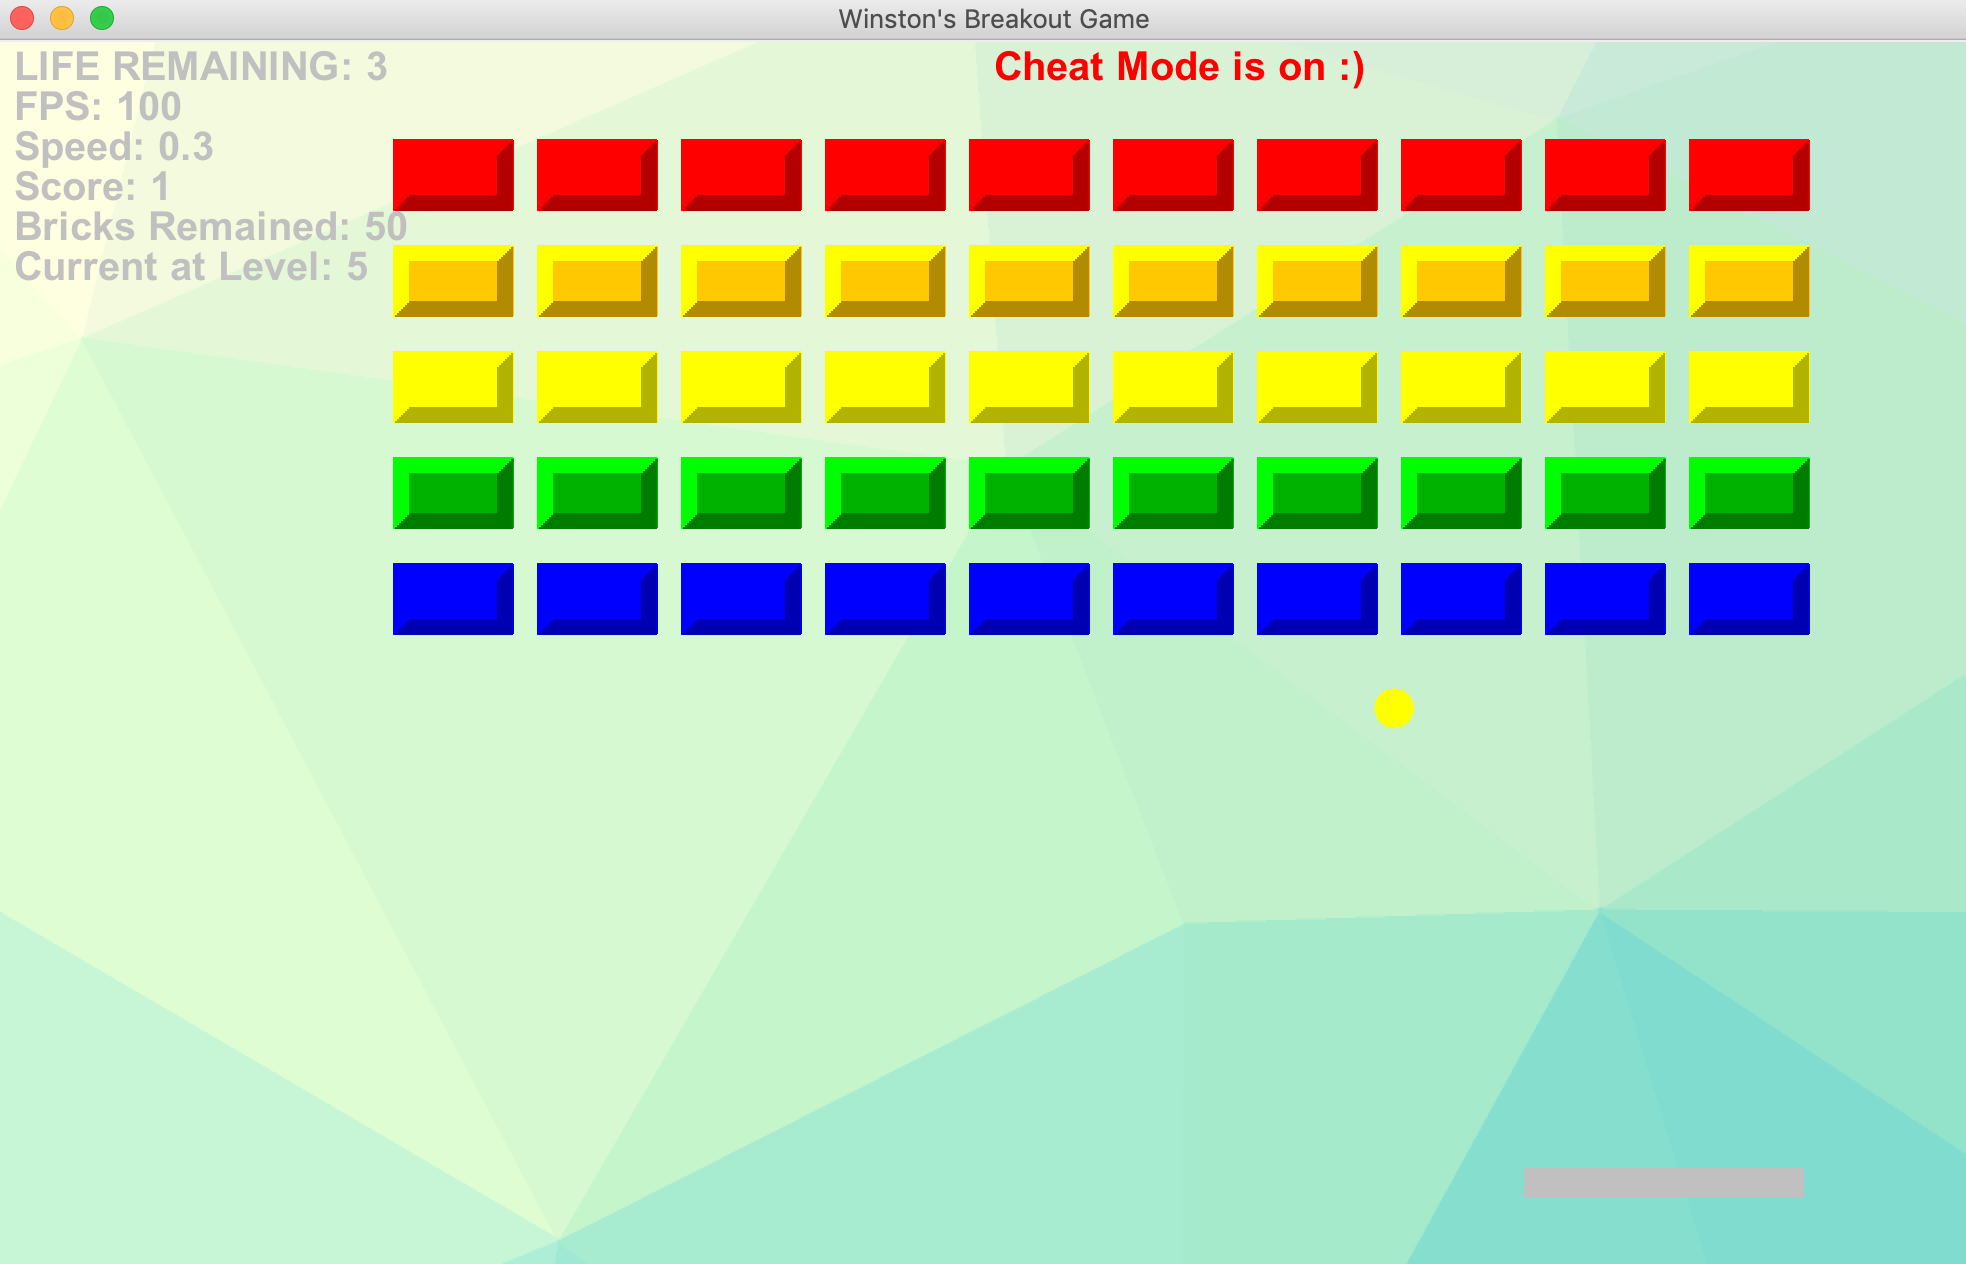 Winston's Breakout Game
LIFE REMAINING: 3
Cheat Mode is on :)
FPS: 100
Speed: 0.3
Score: 1
Bricks Remained: 50
Current at Level: 5